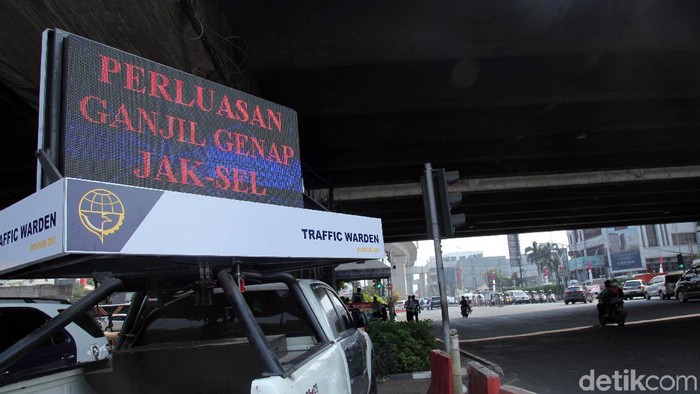 PERLUASAN
GANJIL GENAP
JAK-SEL
TRAFFIC WARDEN
TRAFFIC WARDEN
detikcom